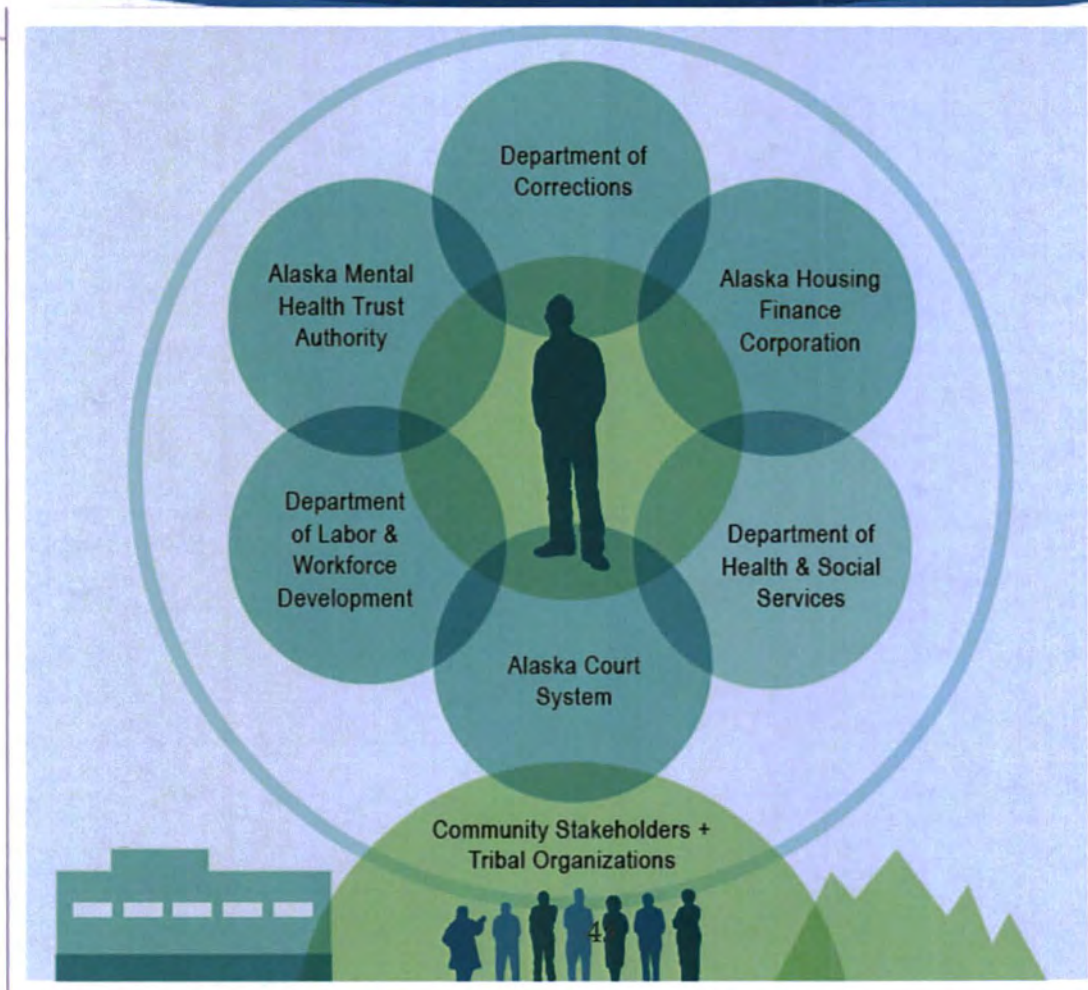 Department of
Corrections
Alaska Mental
Health Trust
Authority
Alaska Housing
Finance
Corporation
Department
of Labor &
Workforce
Development
Department of
Health & Social
Services
Alaska Court
System
Community Stakeholders +
Tribal Organizations